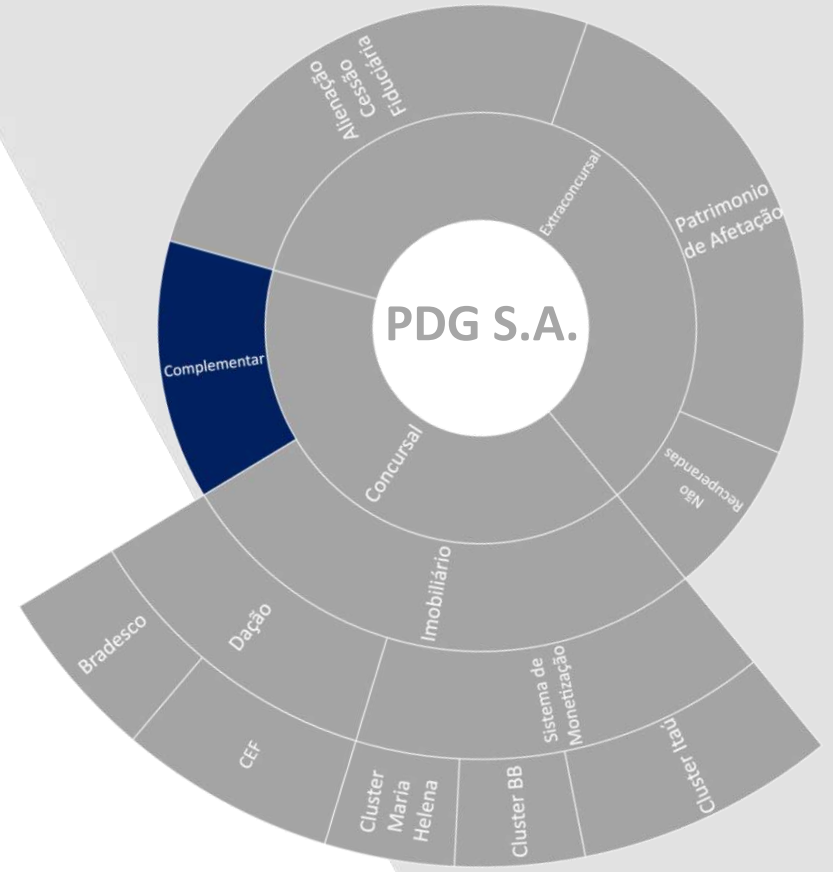 Alienação
Cessão
Fiduciária
Extraconcursal
Patrimonio
de Afetação
PDG S.A.
Complementar
Concursal
Não
Recuperandas
Imobiliário
Dação
Bradesco
CEF
Sistema de
Monetização
Cluster
Maria
Helena
Cluster BB
Cluster Itaú